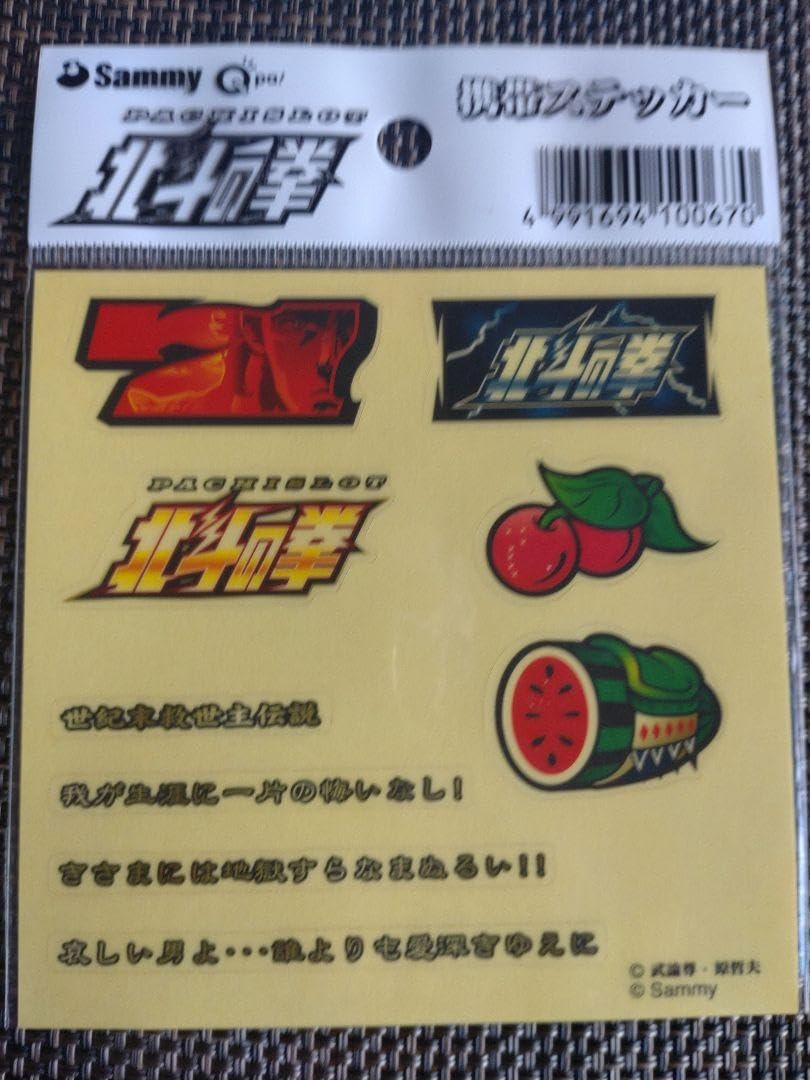 Sammy
PACHISLOT
北斗の拳
携帯ステッカー
4 991694 100670
北斗の拳
PACHISLOT
北斗の拳
世紀末救世主伝説
我が生涯に一片の悔いなし!
きさまには地獄すらなまぬるい!!
哀しい男よ・・・誰よりも愛深きゆえに
© 武論尊・原哲夫
© Sammy